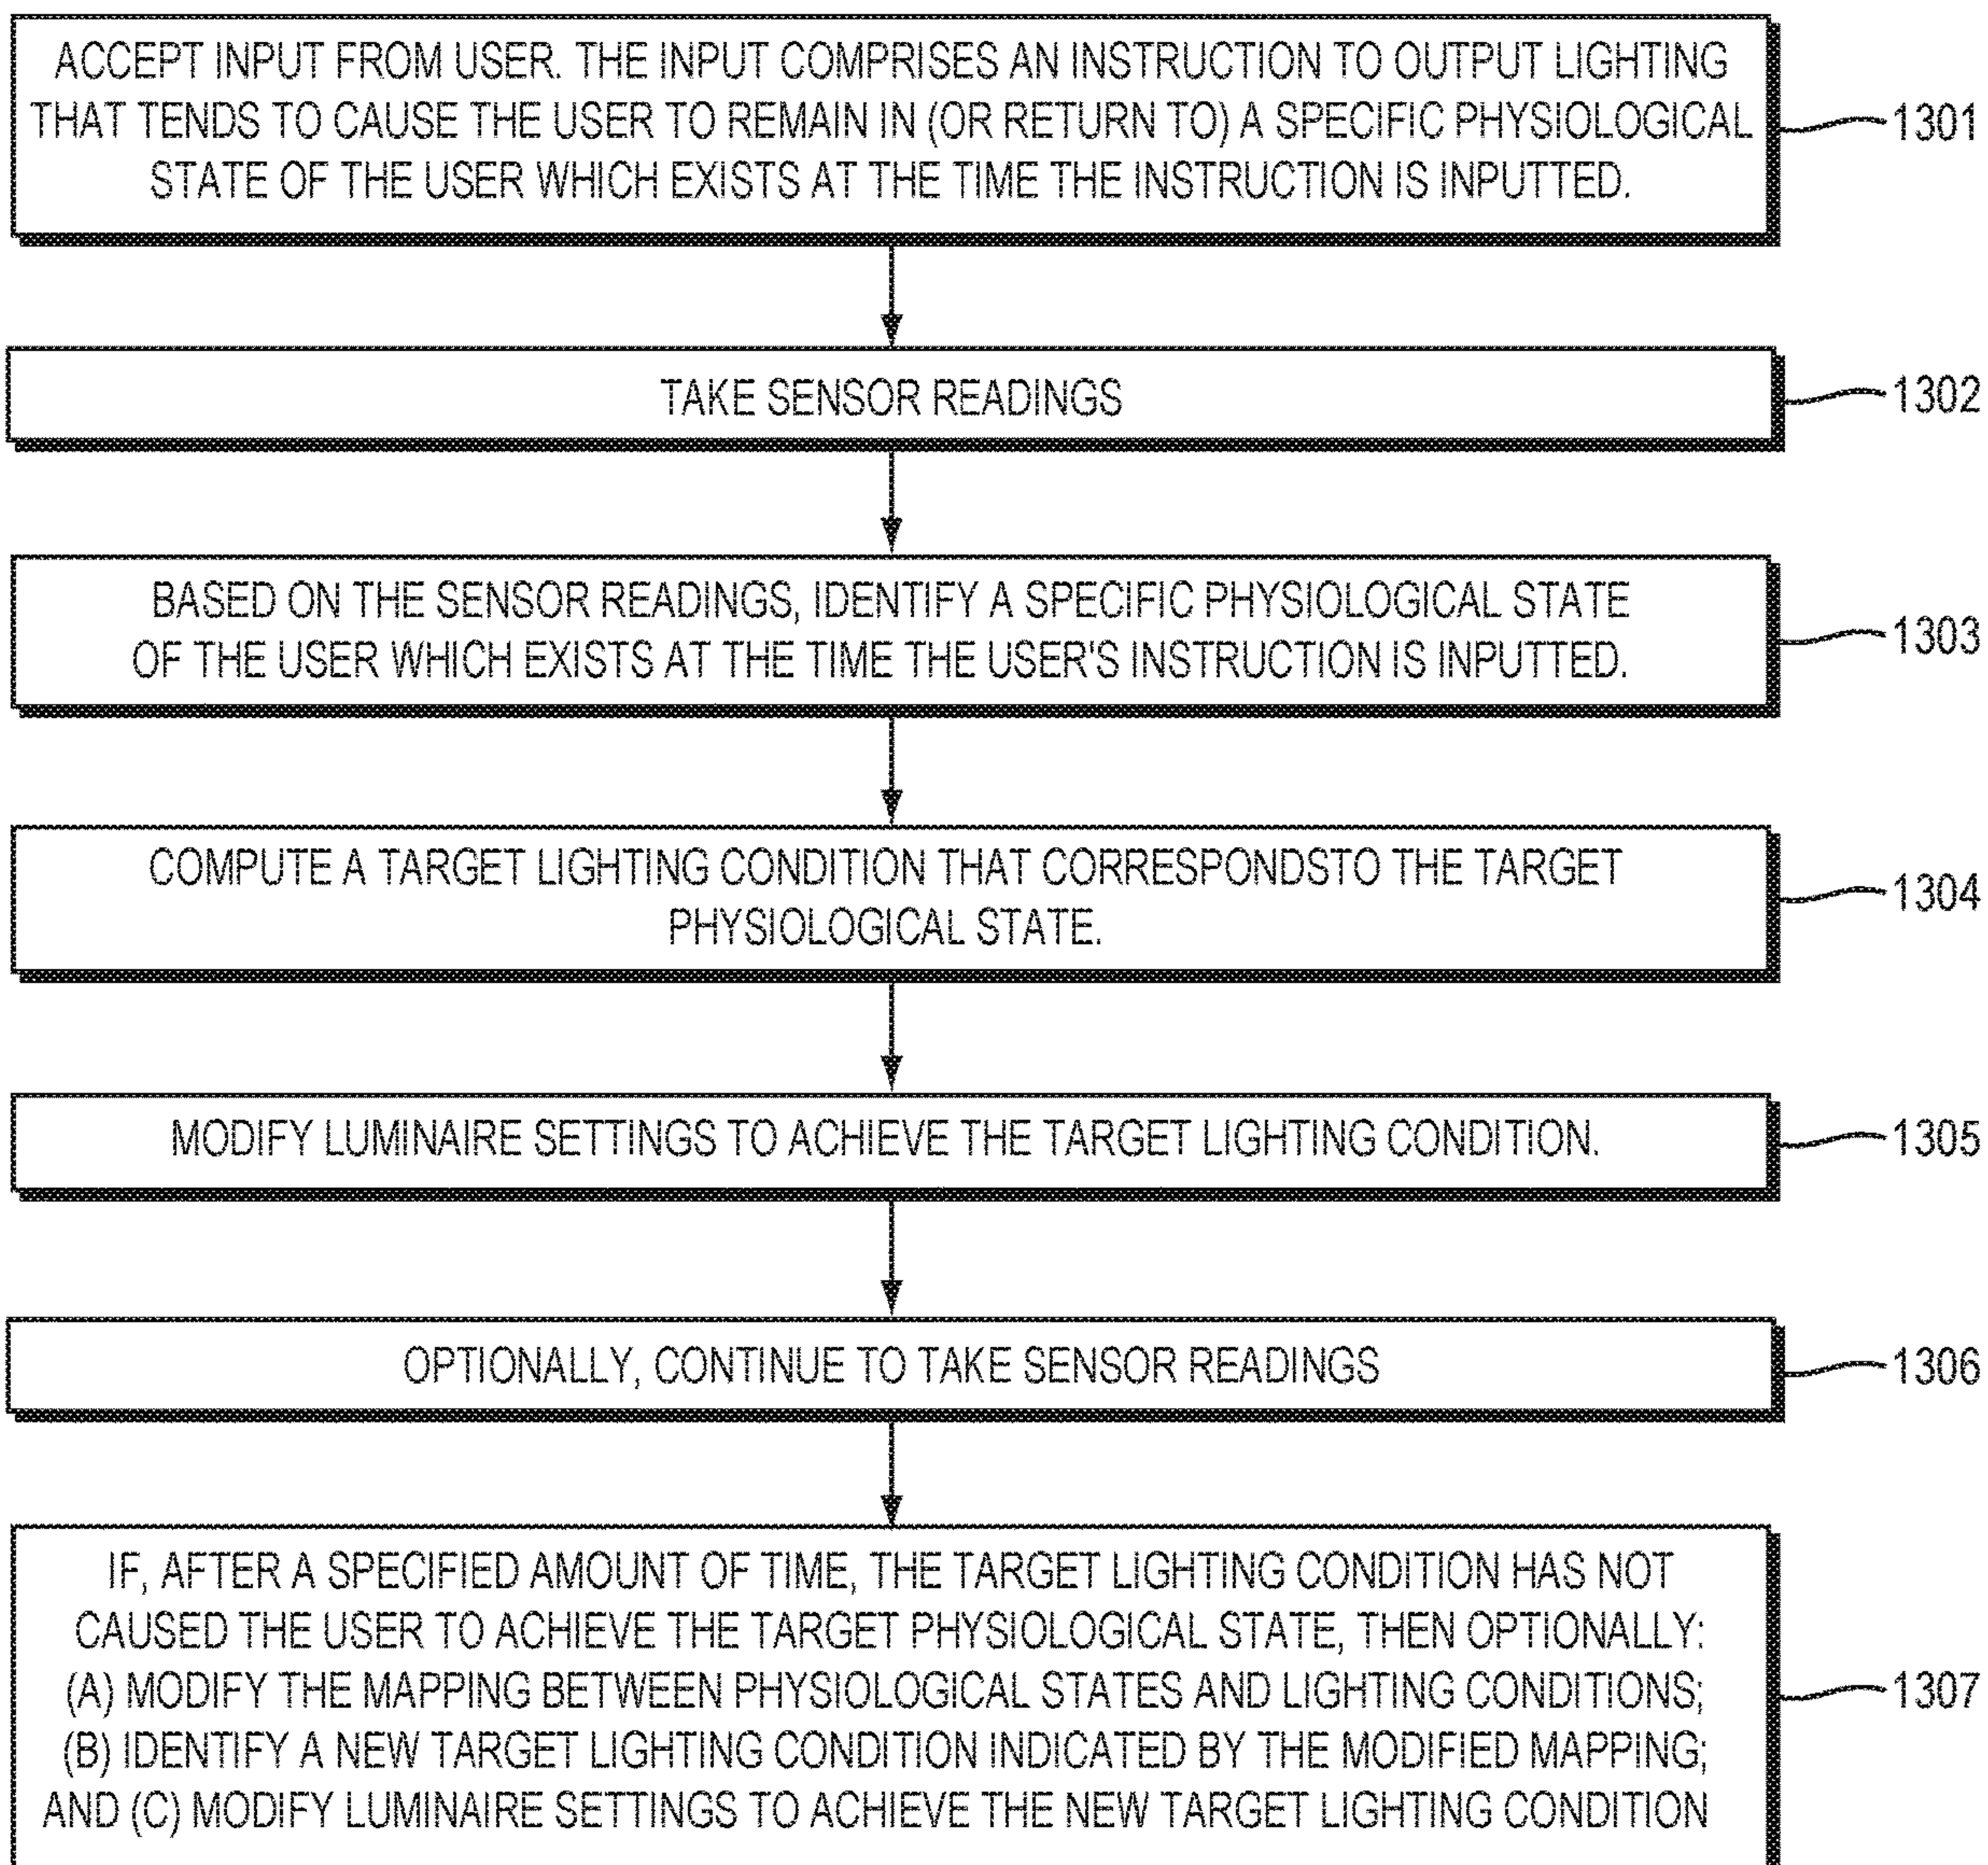 ACCEPT INPUT FROM USER. THE INPUT COMPRISES AN INSTRUCTION TO OUTPUT LIGHTING
THAT TENDS TO CAUSE THE USER TO REMAIN IN (OR RETURN TO) A SPECIFIC PHYSIOLOGICAL
STATE OF THE USER WHICH EXISTS AT THE TIME THE INSTRUCTION IS INPUTTED.
1301
TAKE SENSOR READINGS
1302
BASED ON THE SENSOR READINGS, IDENTIFY A SPECIFIC PHYSIOLOGICAL STATE
OF THE USER WHICH EXISTS AT THE TIME THE USER'S INSTRUCTION IS INPUTTED.
1303
COMPUTE A TARGET LIGHTING CONDITION THAT CORRESPONDSTO THE TARGET
PHYSIOLOGICAL STATE.
1304
MODIFY LUMINAIRE SETTINGS TO ACHIEVE THE TARGET LIGHTING CONDITION.
1305
OPTIONALLY, CONTINUE TO TAKE SENSOR READINGS
1306
IF, AFTER A SPECIFIED AMOUNT OF TIME, THE TARGET LIGHTING CONDITION HAS NOT
CAUSED THE USER TO ACHIEVE THE TARGET PHYSIOLOGICAL STATE, THEN OPTIONALLY:
(A) MODIFY THE MAPPING BETWEEN PHYSIOLOGICAL STATES AND LIGHTING CONDITIONS;
(B) IDENTIFY A NEW TARGET LIGHTING CONDITION INDICATED BY THE MODIFIED MAPPING;
AND (C) MODIFY LUMINAIRE SETTINGS TO ACHIEVE THE NEW TARGET LIGHTING CONDITION
1307